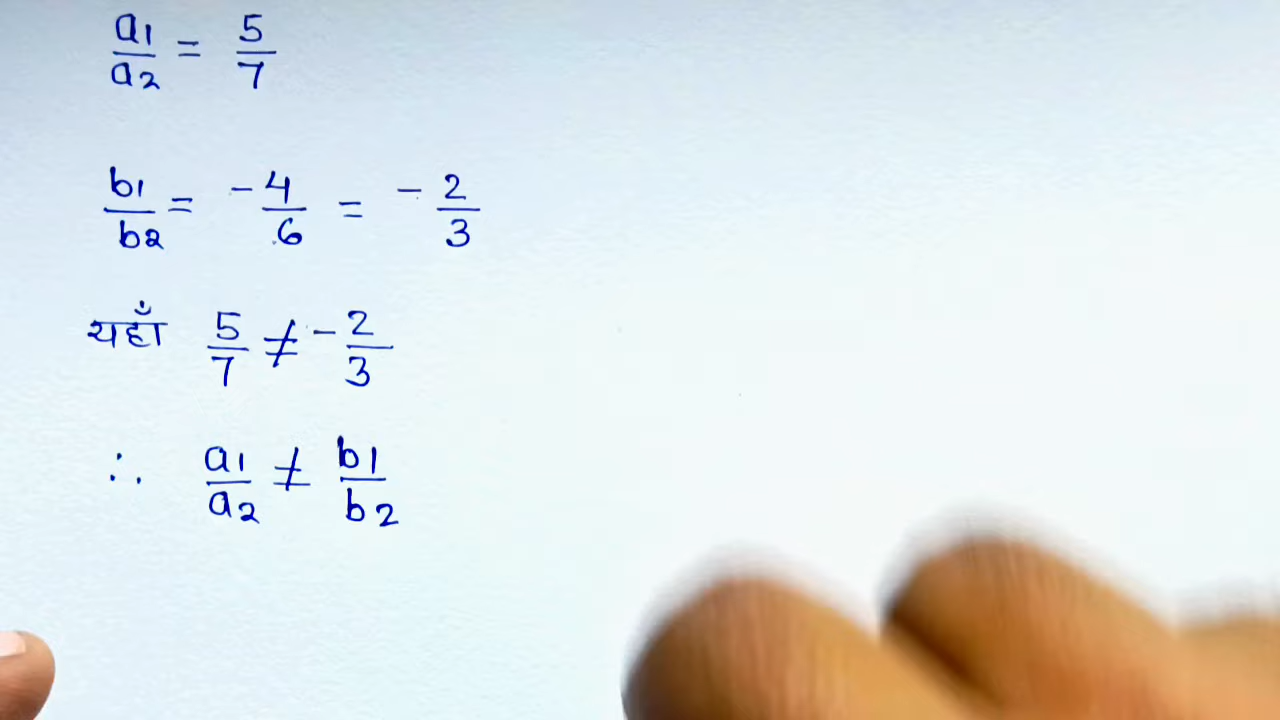 a1/a2 = 5/7
b1/b2 = -4/6 = -2/3
यहाँ 5/7 ≠ -2/3
∴ a1/a2 ≠ b1/b2